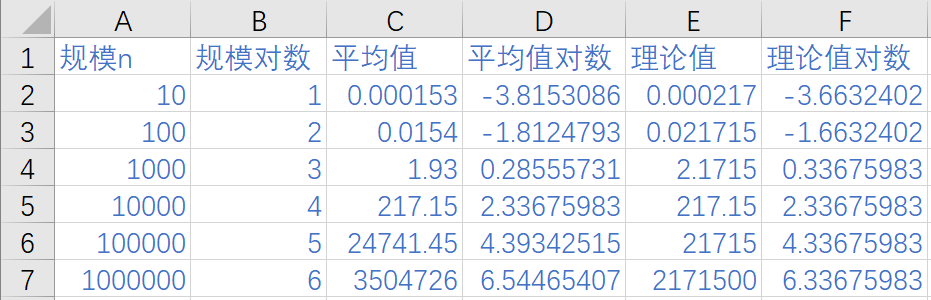 A B C D E F
1 规模n 规模对数 平均值 平均值对数 理论值 理论值对数
2 10 1 0.000153 -3.8153086 0.000217 -3.6632402
3 100 2 0.0154 -1.8124793 0.021715 -1.6632402
4 1000 3 1.93 0.28555731 2.1715 0.33675983
5 10000 4 217.15 2.33675983 217.15 2.33675983
6 100000 5 24741.45 4.39342515 21715 4.33675983
7 1000000 6 3504726 6.54465407 2171500 6.33675983